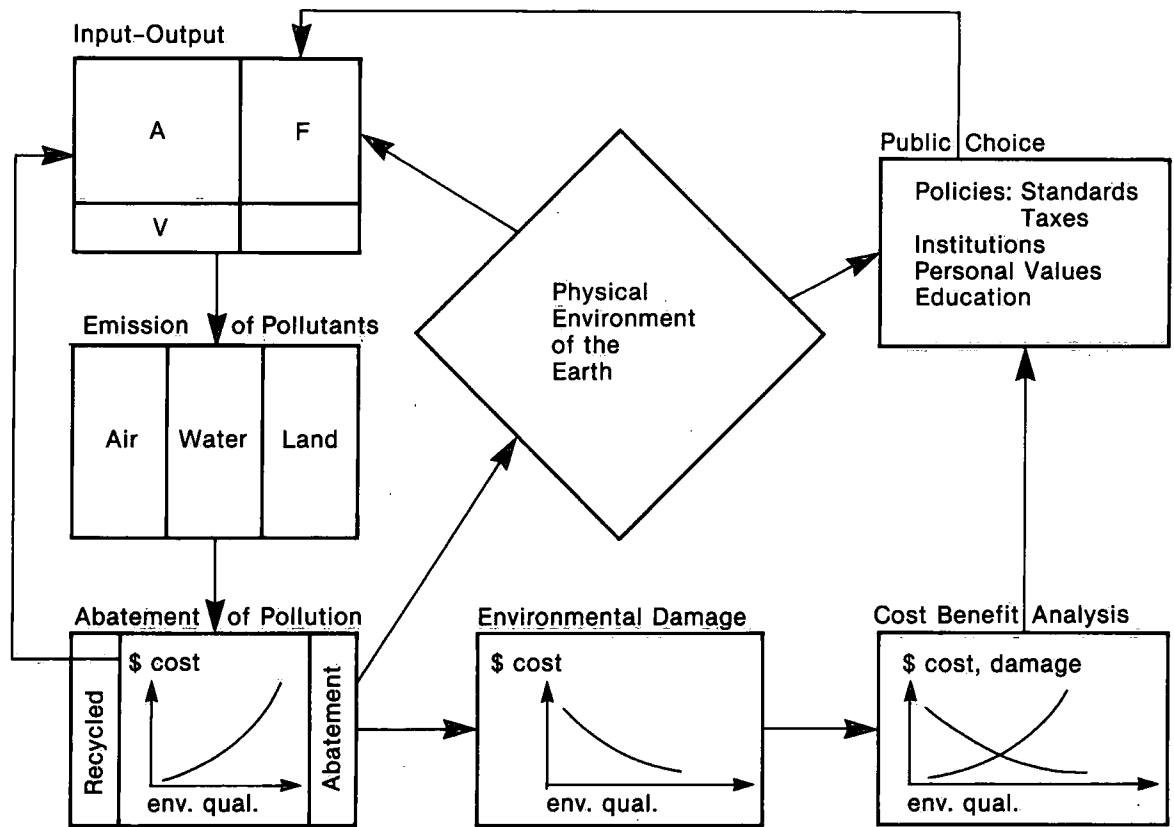 Input-Output
A
F
V
Public Choice
Policies: Standards
Taxes
Institutions
Personal Values
Education
Physical
Environment
of the
Earth
Emission of Pollutants
Air
Water
Land
Abatement of Pollution
Recycled
$ cost
env. qual.
Abatement
Environmental Damage
$ cost
env. qual.
Cost Benefit Analysis
$ cost, damage
env. qual.